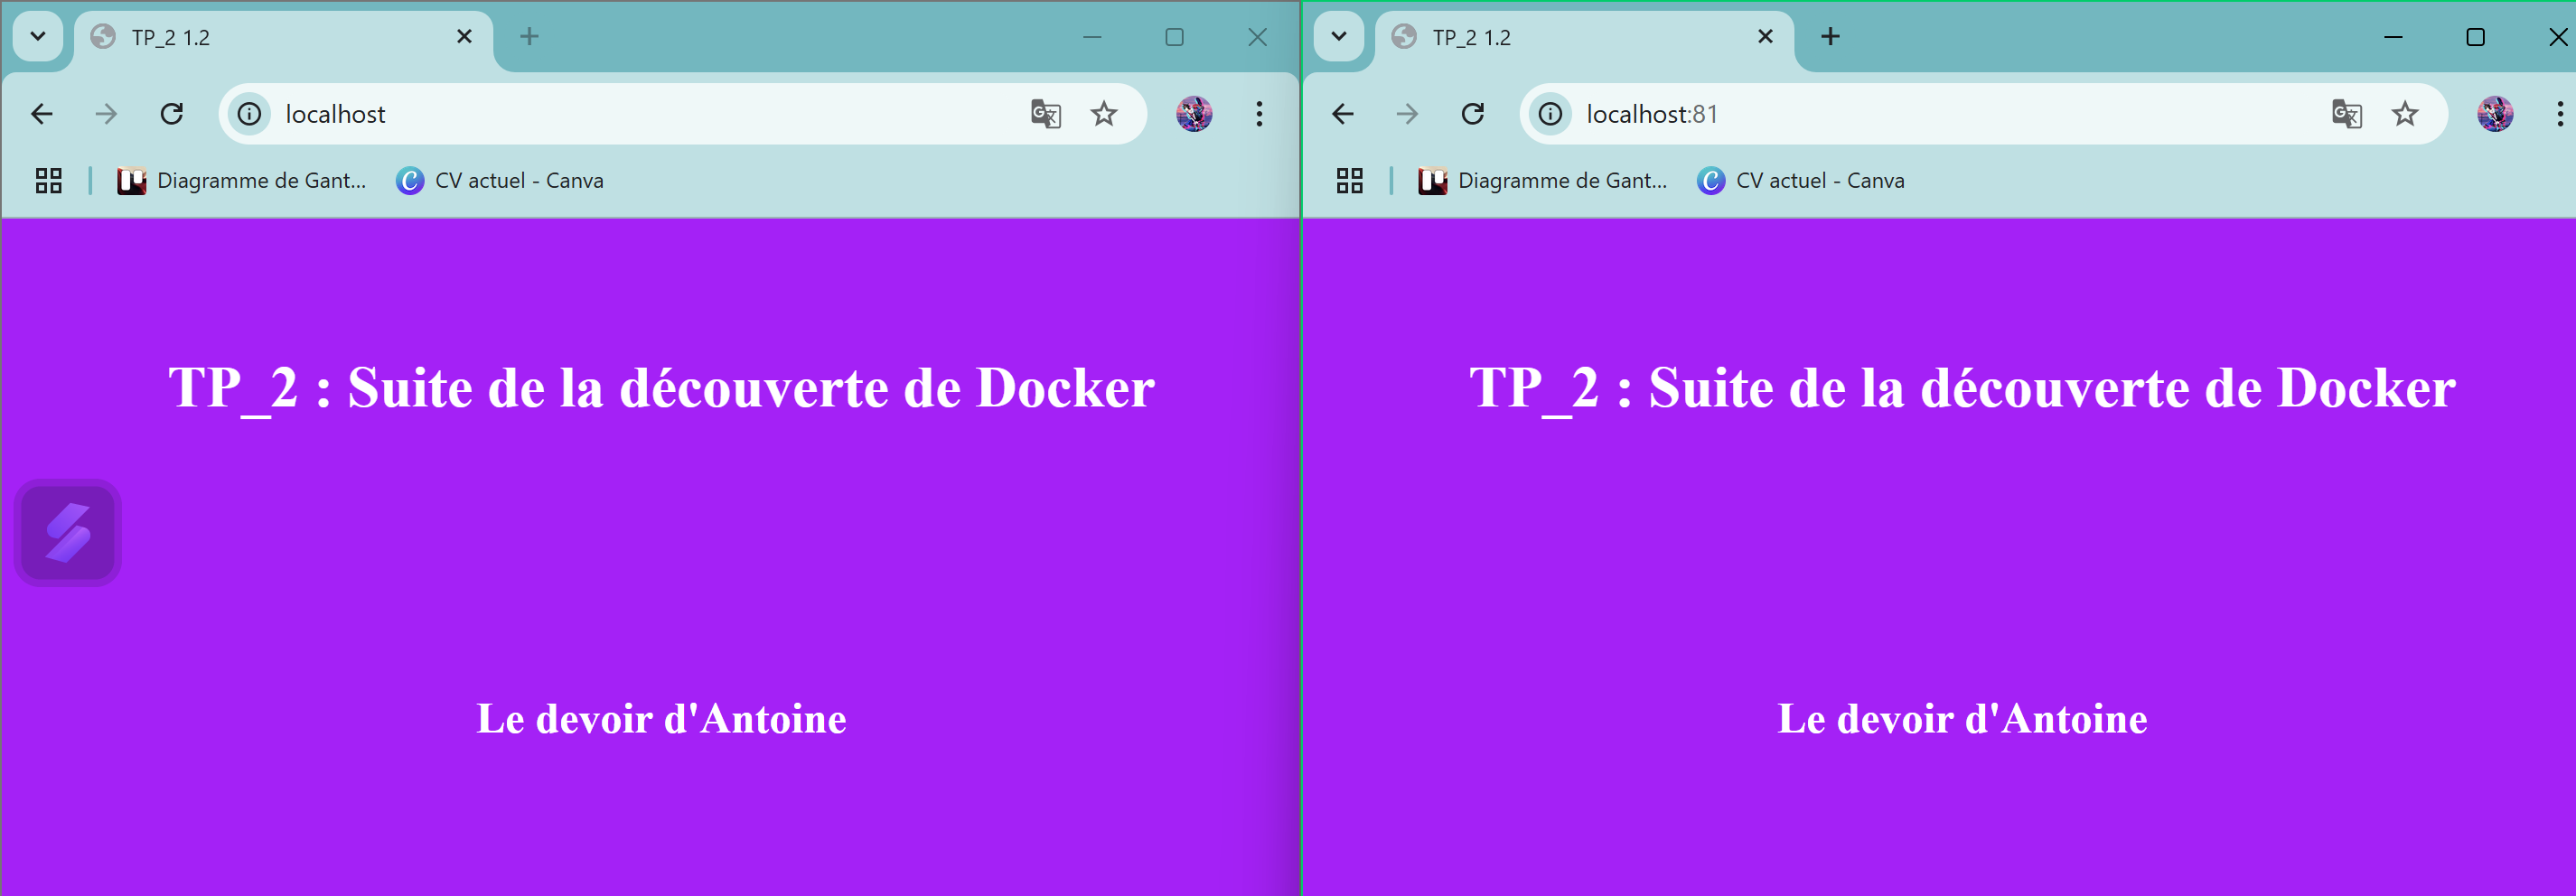 TP_2 1.2
localhost
Diagramme de Gant...
CV actuel - Canva
TP_2 : Suite de la découverte de Docker
Le devoir d'Antoine
TP_2 1.2
localhost:81
Diagramme de Gant...
CV actuel - Canva
TP_2 : Suite de la découverte de Docker
Le devoir d'Antoine